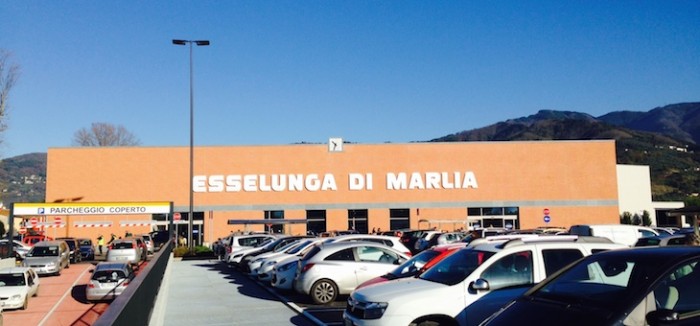 ESSELUNGA DI MARLIA
P PARCHEGGIO COPERTO